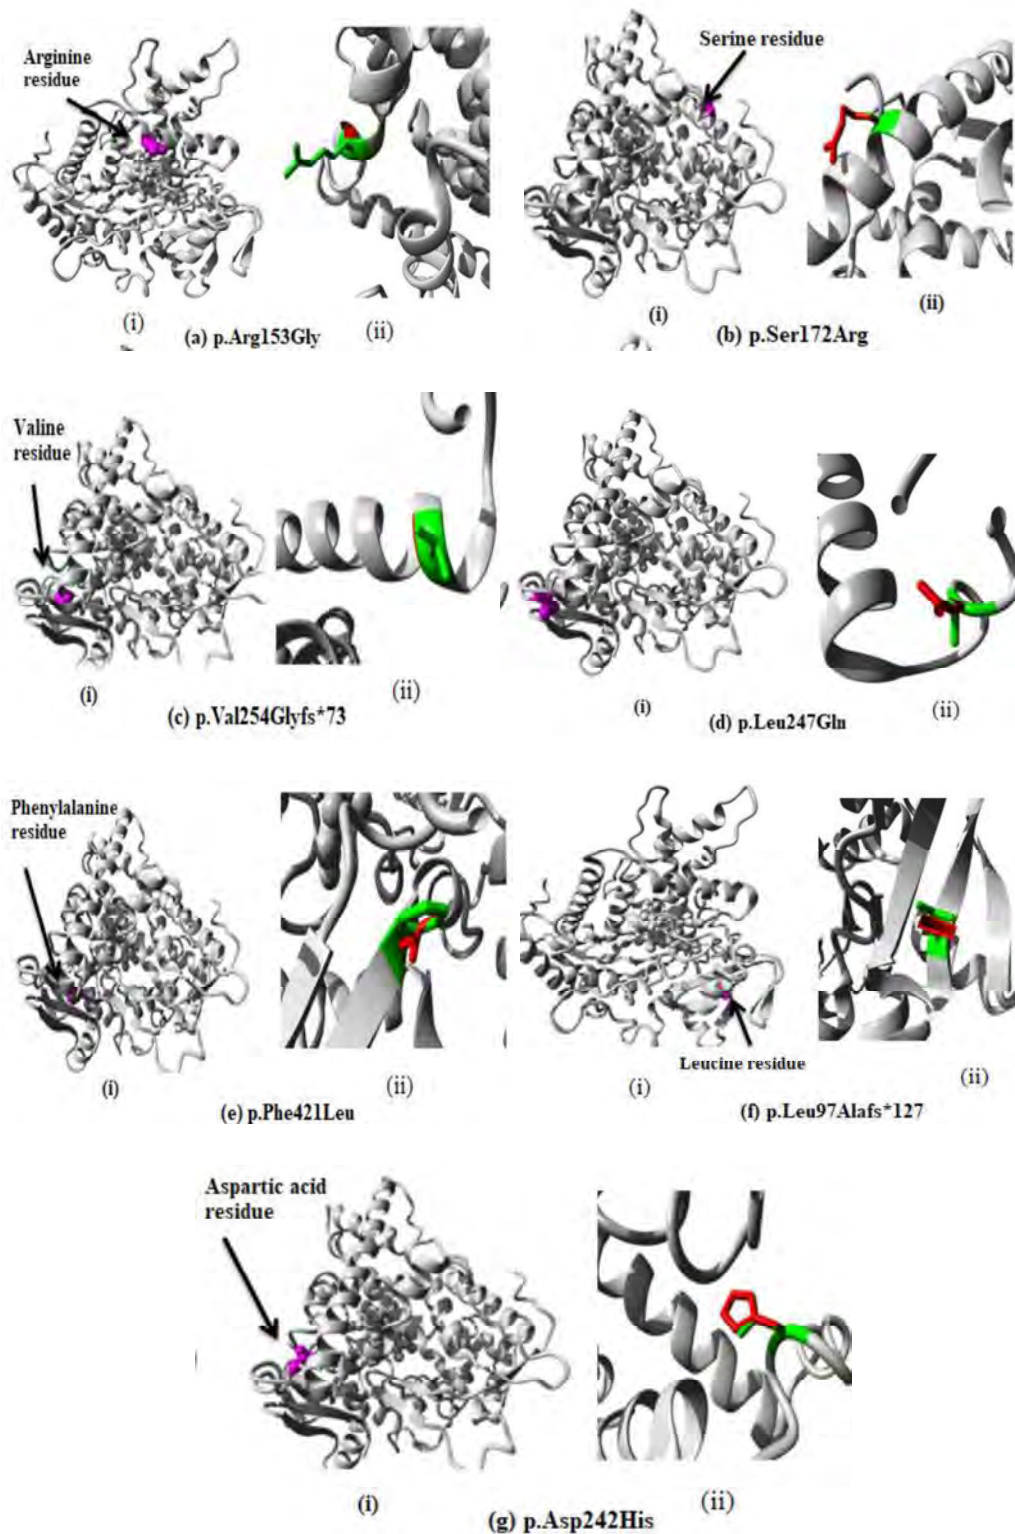 Arginine
residue
(i)
(ii)
(a) p.Arg153Gly
Serine residue
(i)
(ii)
(b) p.Ser172Arg
Valine
residue
(i)
(ii)
(c) p.Val254Glyfs*73
(i)
(ii)
(d) p.Leu247Gln
Phenylalanine
residue
(i)
(ii)
(e) p.Phe421Leu
Leucine residue
(i)
(ii)
(f) p.Leu97Alafs*127
Aspartic acid
residue
(i)
(ii)
(g) p.Asp242His